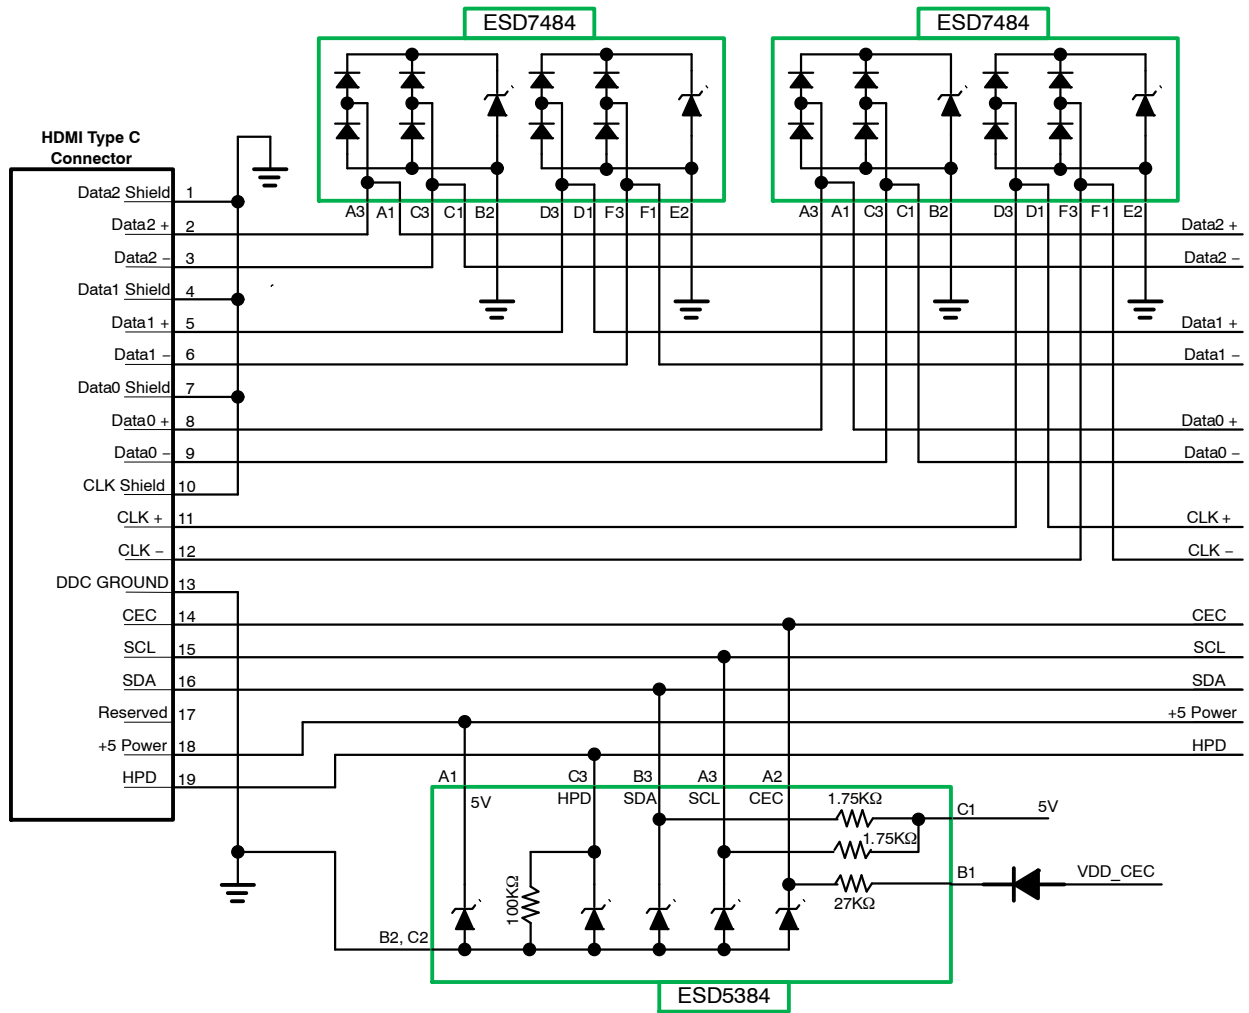 ESD7484
ESD7484
HDMI Type C
Connector
A3 A1 C3 C1 B2 D3 D1 F3 F1 E2
A3 A1 C3 C1 B2 D3 D1 F3 F1 E2
Data2 Shield 1
Data2 + 2 Data2 +
Data2 − 3 Data2 −
Data1 Shield 4
Data1 + 5 Data1 +
Data1 − 6 Data1 −
Data0 Shield 7
Data0 + 8 Data0 +
Data0 − 9 Data0 −
CLK Shield 10
CLK + 11 CLK +
CLK − 12 CLK −
DDC GROUND 13
CEC 14 CEC
SCL 15 SCL
SDA 16 SDA
Reserved 17 +5 Power
+5 Power 18 HPD
HPD 19
A1 C3 B3 A3 A2
5V HPD SDA SCL CEC
1.75KΩ C1 5V
1.75KΩ
B1 VDD_CEC
27KΩ
100KΩ
B2, C2
ESD5384